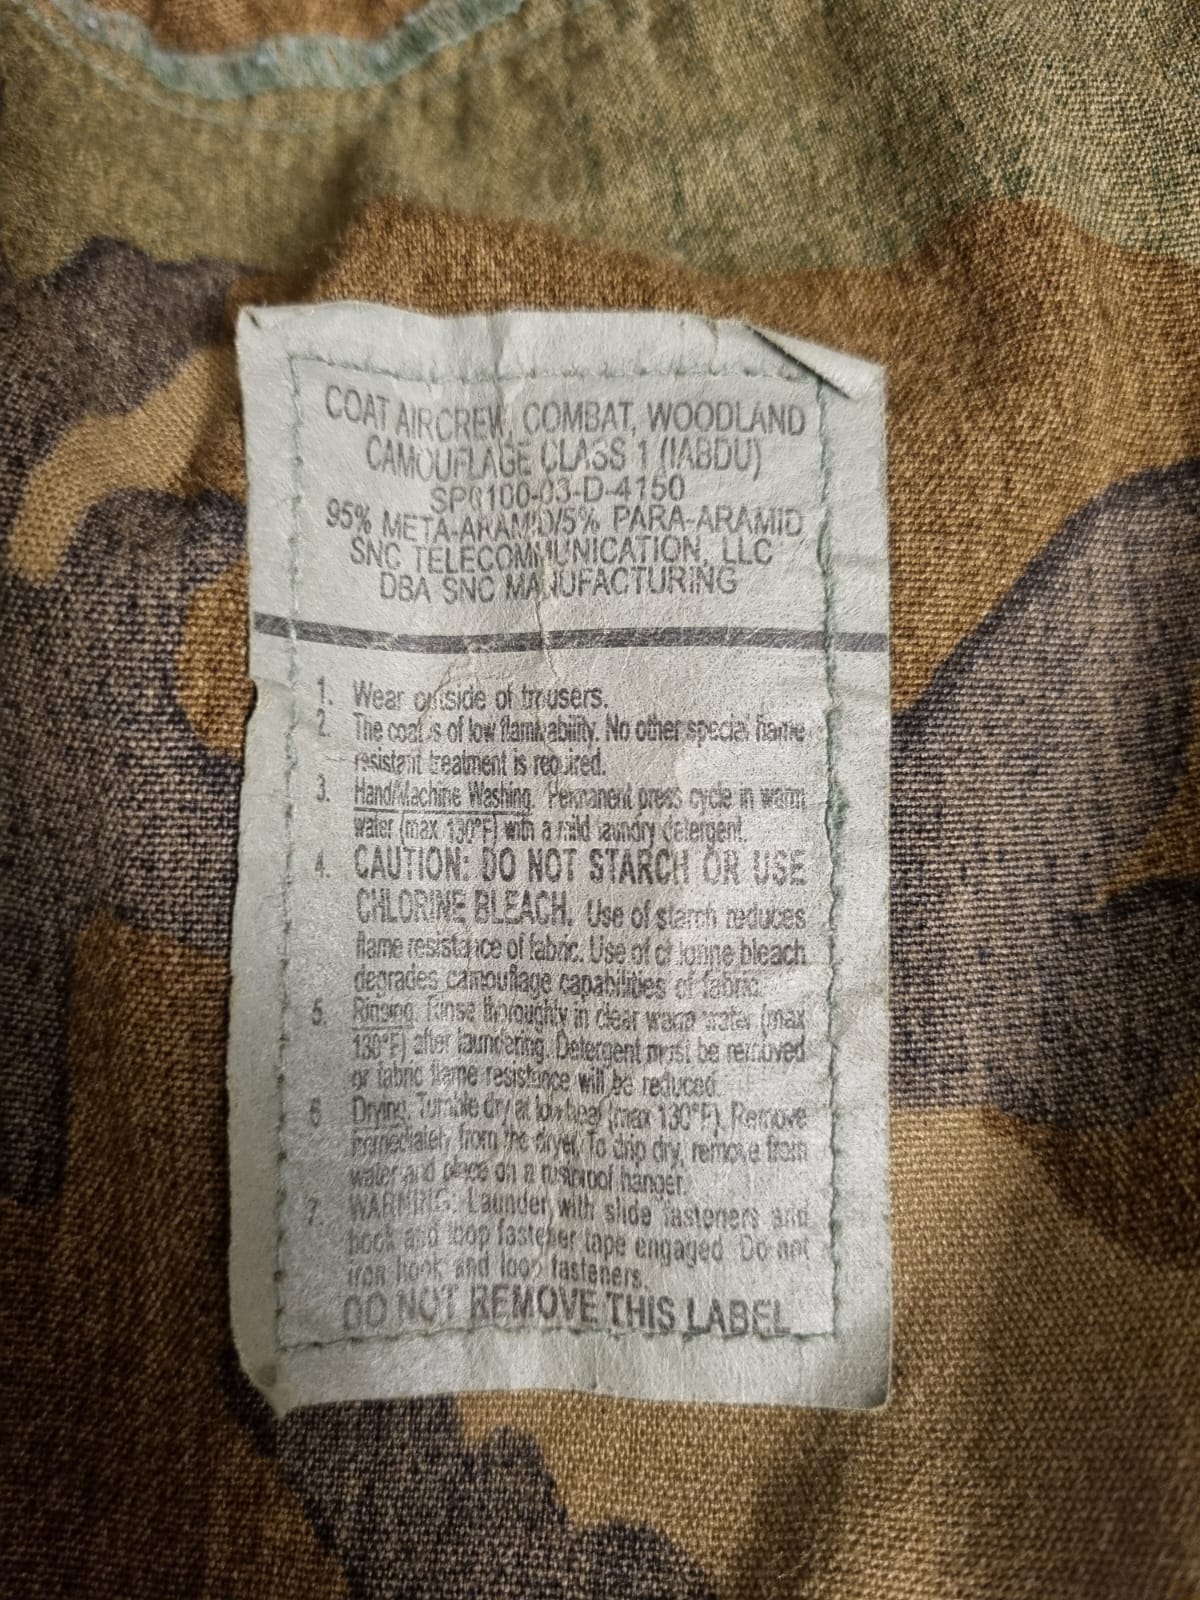 COAT AIRCREW, COMBAT, WOODLAND
CAMOUFLAGE CLASS 1 (IABDU)
SP0100-03-D-4150
95% META-ARAMID/5% PARA-ARAMID
SNC TELECOMMUNICATION, LLC
DBA SNC MANUFACTURING
1. Wear outside of trousers.
2. The coat is of low flammability. No other special flame
resistant treatment is required.
3. Hand/Machine Washing. Permanent press cycle in warm
water (max 130°F) with a mild laundry detergent.
4. CAUTION: DO NOT STARCH OR USE
CHLORINE BLEACH. Use of starch reduces
flame resistance of fabric. Use of chlorine bleach
degrades camouflage capabilities of fabric.
5. Rinsing. Rinse thoroughly in clear warm water (max
130°F) after laundering. Detergent must be removed
or fabric flame resistance will be reduced.
6 Drying. Tumble dry at low heat (max 130°F). Remove
immediately from the dryer. To drip dry, remove from
water and place on a rustproof hanger.
7. WARNING: Launder with slide fasteners and
hook and loop fastener tape engaged. Do not
iron hook and loop fasteners.
DO NOT REMOVE THIS LABEL